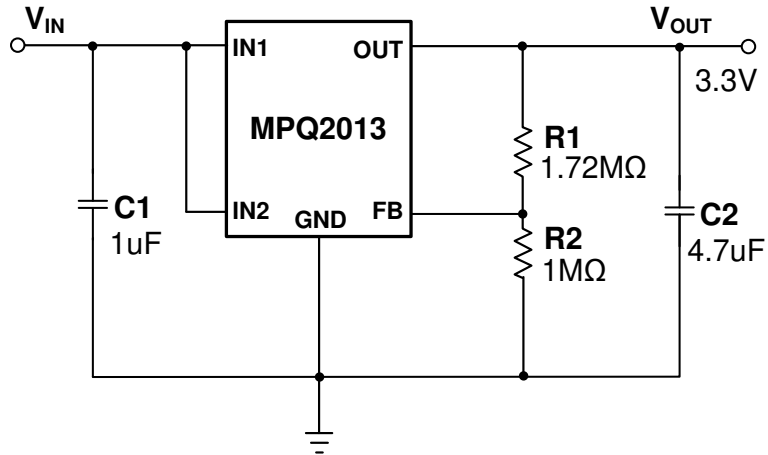 VIN
VOUT
IN1
OUT
3.3V
MPQ2013
R1
1.72MΩ
C1
1uF
IN2
GND
FB
R2
1MΩ
C2
4.7uF